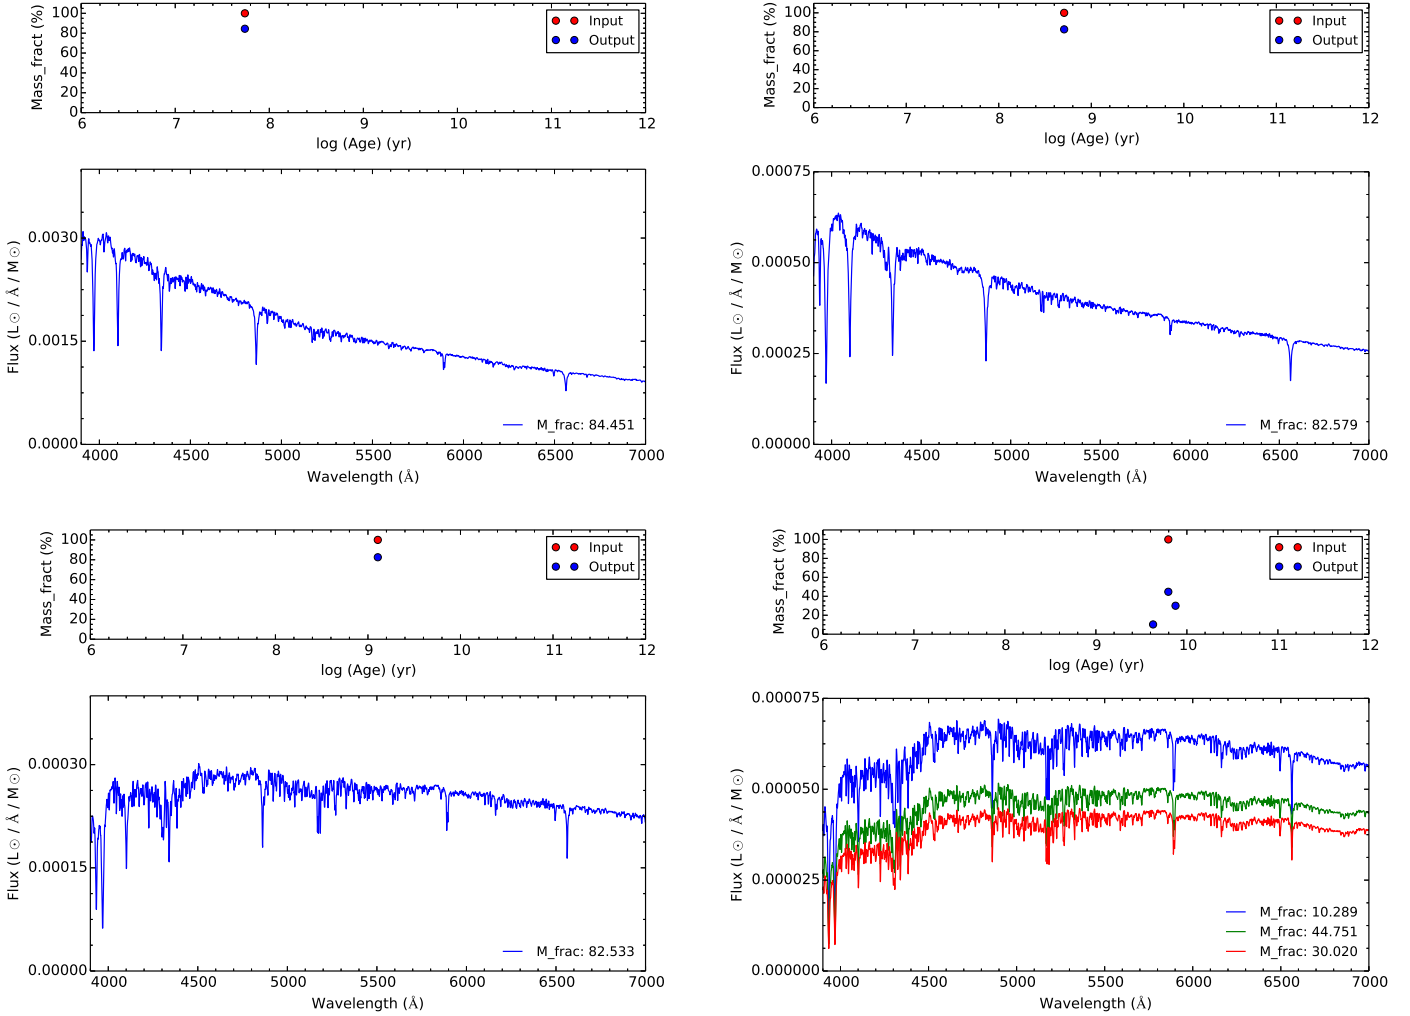 Mass_fract (%)
100
80
60
40
20
0
Input
Output
6 7 8 9 10 11 12
log (Age) (yr)
Flux (L☉ / Å / M☉)
0.0030
0.0015
0.0000
M_frac: 84.451
4000 4500 5000 5500 6000 6500 7000
Wavelength (Å)
Mass_fract (%)
100
80
60
40
20
0
Input
Output
6 7 8 9 10 11 12
log (Age) (yr)
Flux (L☉ / Å / M☉)
0.00075
0.00050
0.00025
0.00000
M_frac: 82.579
4000 4500 5000 5500 6000 6500 7000
Wavelength (Å)
Mass_fract (%)
100
80
60
40
20
0
Input
Output
6 7 8 9 10 11 12
log (Age) (yr)
Flux (L☉ / Å / M☉)
0.00030
0.00015
0.00000
M_frac: 82.533
4000 4500 5000 5500 6000 6500 7000
Wavelength (Å)
Mass_fract (%)
100
80
60
40
20
0
Input
Output
6 7 8 9 10 11 12
log (Age) (yr)
Flux (L☉ / Å / M☉)
0.000075
0.000050
0.000025
0.000000
M_frac: 10.289
M_frac: 44.751
M_frac: 30.020
4000 4500 5000 5500 6000 6500 7000
Wavelength (Å)